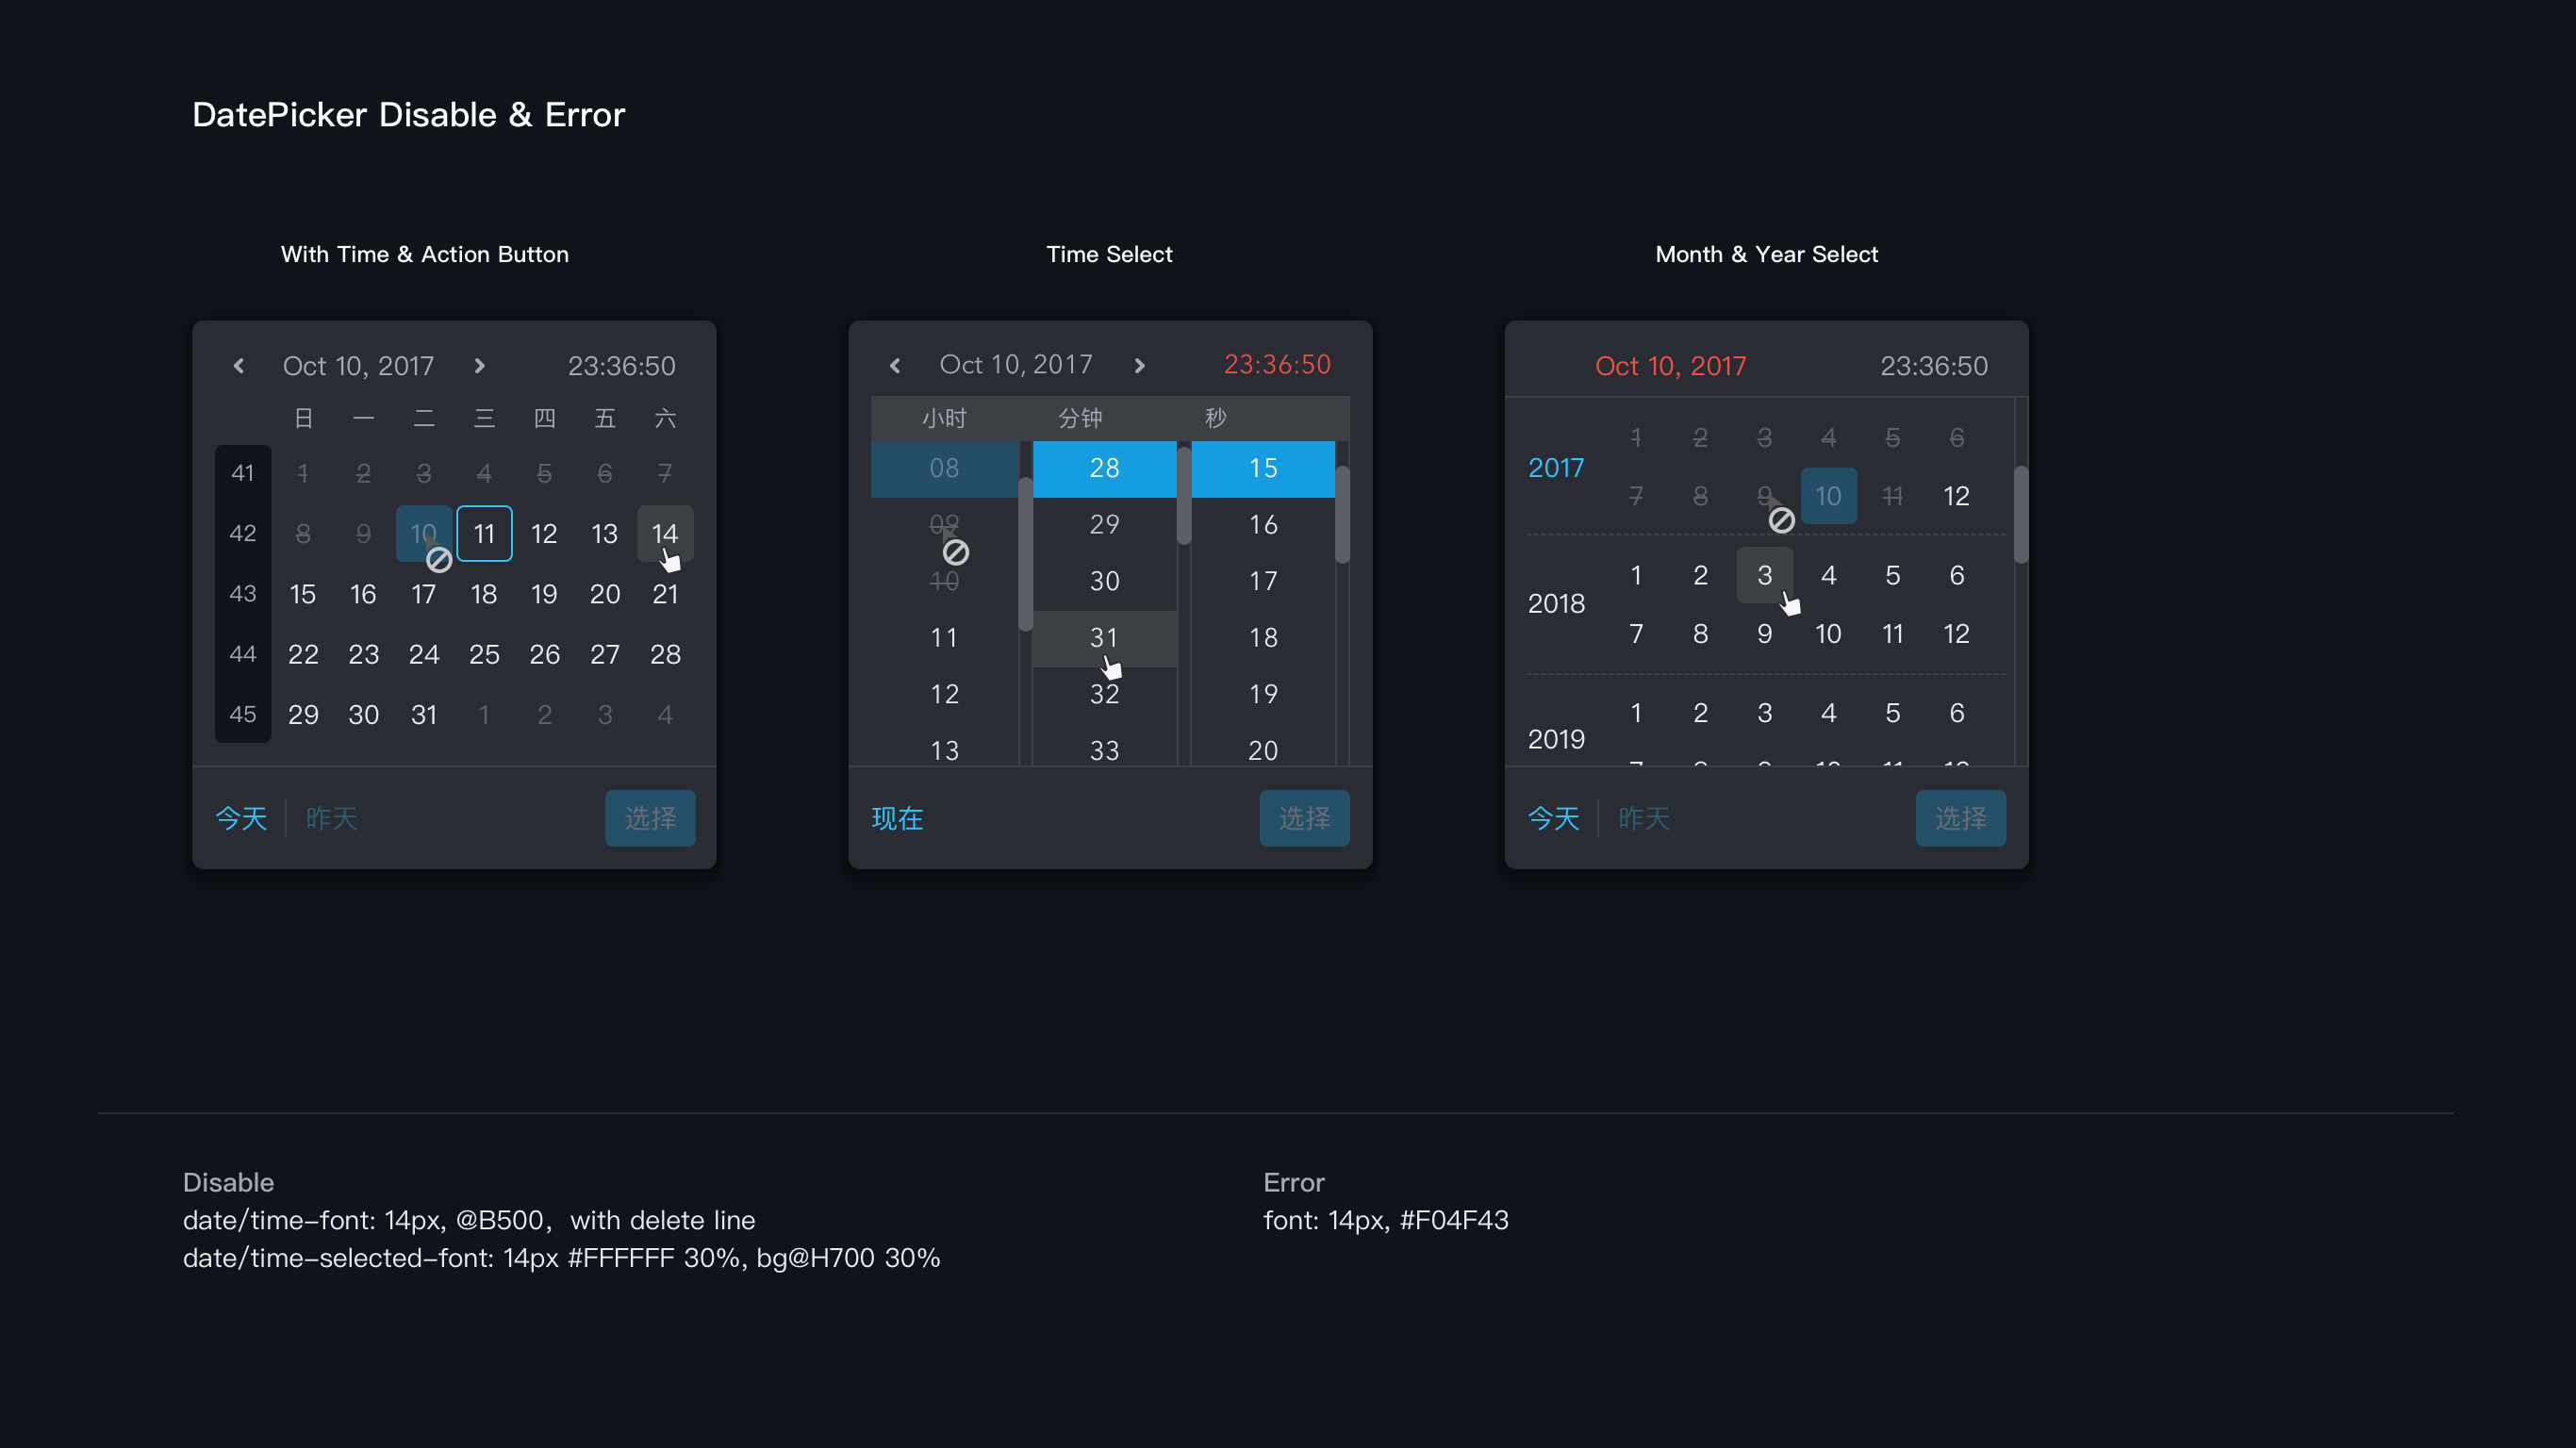 DatePicker Disable & Error
With Time & Action Button
Oct 10, 2017 23:36:50
日 一 二 三 四 五 六
41 1 2 3 4 5 6 7
42 8 9 10 11 12 13 14
43 15 16 17 18 19 20 21
44 22 23 24 25 26 27 28
45 29 30 31 1 2 3 4
今天 昨天 选择
Time Select
Oct 10, 2017 23:36:50
小时 分钟 秒
08 28 15
09 29 16
10 30 17
11 31 18
12 32 19
13 33 20
现在 选择
Month & Year Select
Oct 10, 2017 23:36:50
2017
1 2 3 4 5 6
7 8 9 10 11 12
2018
1 2 3 4 5 6
7 8 9 10 11 12
2019
1 2 3 4 5 6
今天 昨天 选择
Disable
date/time-font: 14px, @B500, with delete line
date/time-selected-font: 14px #FFFFFF 30%, bg@H700 30%
Error
font: 14px, #F04F43